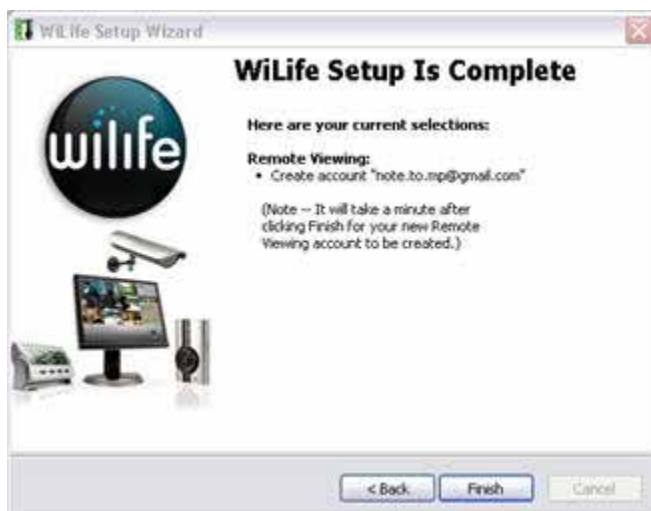 WiLife Setup Wizard
WiLife Setup Is Complete
wilife
Here are your current selections:
Remote Viewing:
• Create account "note.to.mp@gmail.com"
(Note -- It will take a minute after
clicking Finish for your new Remote
Viewing account to be created.)
< Back
Finish
Cancel